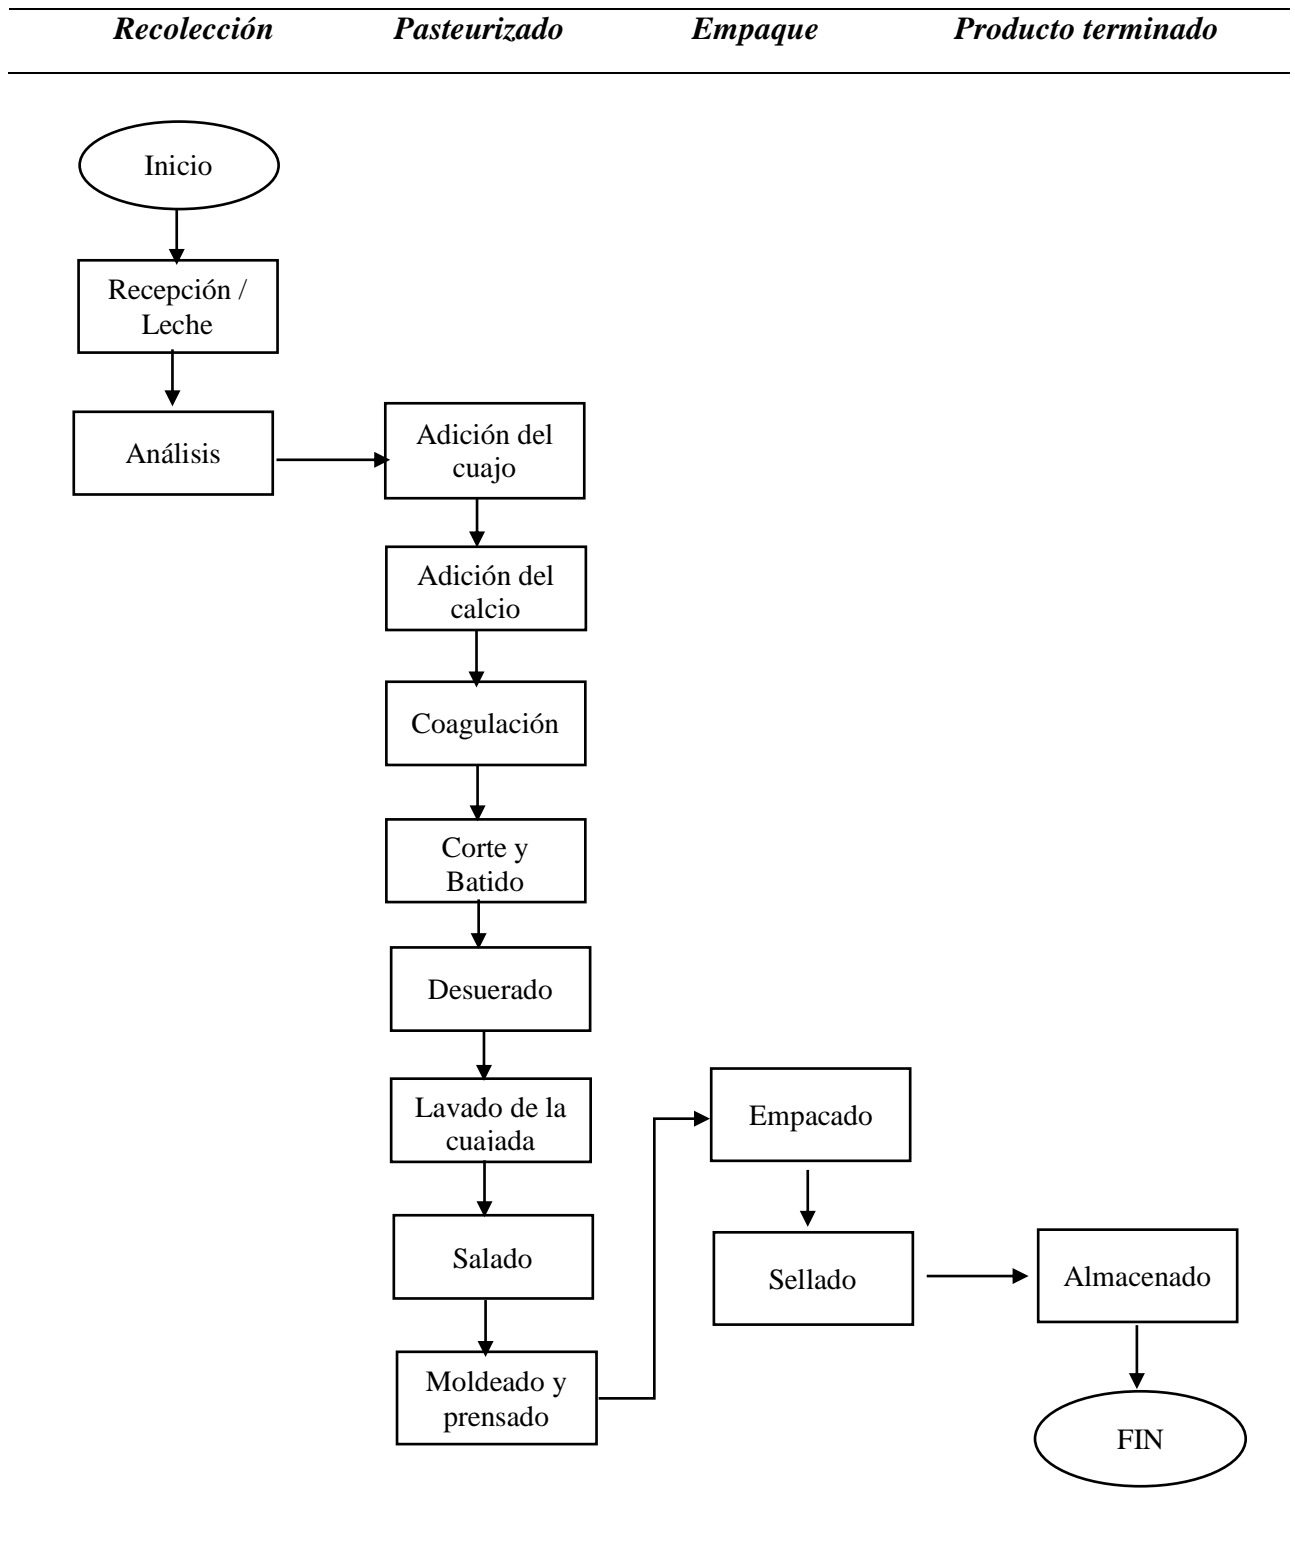 Recolección Pasteurizado Empaque Producto terminado
Inicio
Recepción /
Leche
Análisis
Adición del
cuajo
Adición del
calcio
Coagulación
Corte y
Batido
Desuerado
Lavado de la
cuajada
Salado
Moldeado y
prensado
Empacado
Sellado
Almacenado
FIN